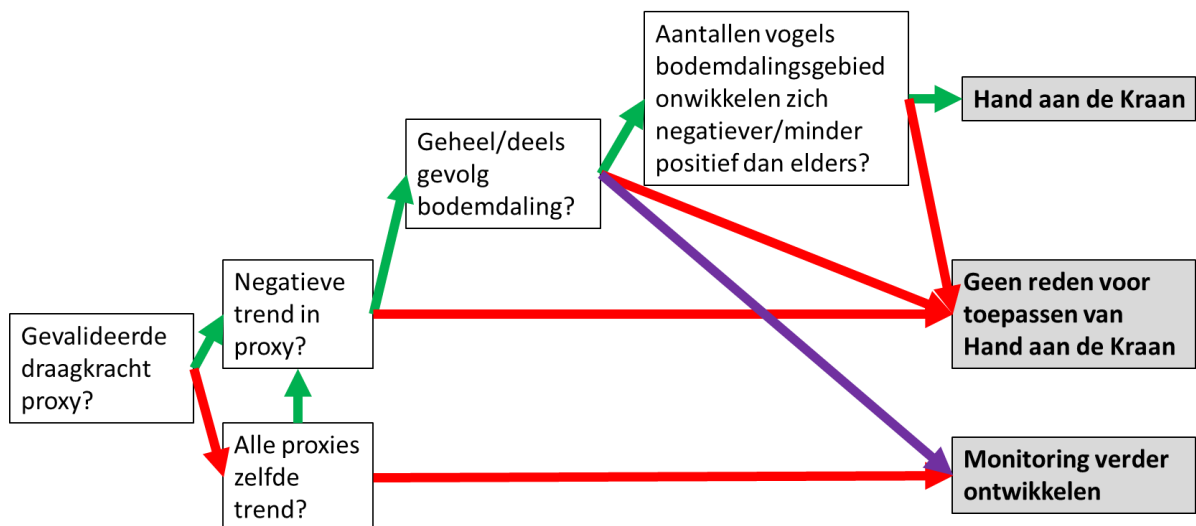 Gevalideerde
draagkracht
proxy?
Negatieve
trend in
proxy?
Alle proxies
zelfde
trend?
Geheel/deels
gevolg
bodemdaling?
Aantallen vogels
bodemdalingsgebied
onwikkelen zich
negatiever/minder
positief dan elders?
Hand aan de Kraan
Geen reden voor
toepassen van
Hand aan de Kraan
Monitoring verder
ontwikkelen